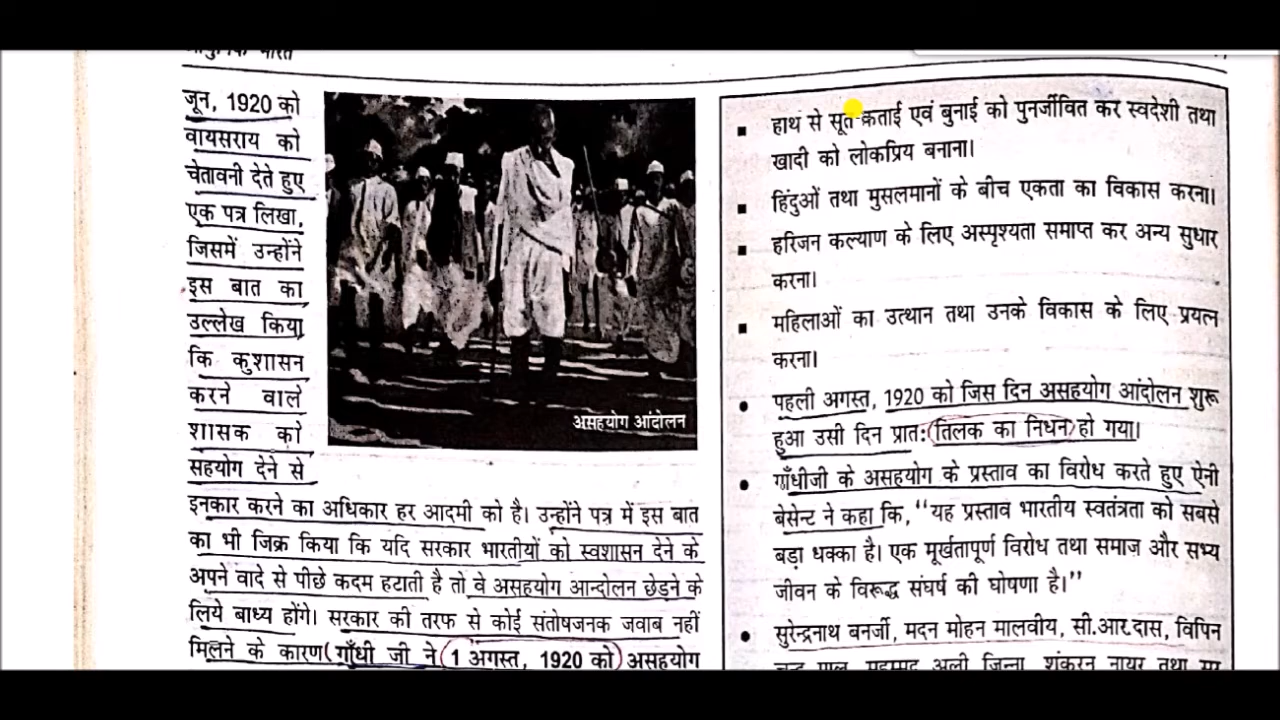 जून, 1920 को
वायसराय को
चेतावनी देते हुए
एक पत्र लिखा,
जिसमें उन्होंने
इस बात का
उल्लेख किया
कि कुशासन
करने वाले
शासक को
सहयोग देने से
असहयोग आंदोलन
इनकार करने का अधिकार हर आदमी को है। उन्होंने पत्र में इस बात
का भी जिक्र किया कि यदि सरकार भारतीयों को स्वशासन देने के
अपने वादे से पीछे कदम हटाती है तो वे असहयोग आन्दोलन छेड़ने के
लिये बाध्य होंगे। सरकार की तरफ से कोई संतोषजनक जवाब नहीं
मिलने के कारण गाँधी जी ने 1 अगस्त, 1920 को असहयोग
■ हाथ से सूत कताई एवं बुनाई को पुनर्जीवित कर स्वदेशी तथा
खादी को लोकप्रिय बनाना।
■ हिंदुओं तथा मुसलमानों के बीच एकता का विकास करना।
■ हरिजन कल्याण के लिए अस्पृश्यता समाप्त कर अन्य सुधार
करना।
■ महिलाओं का उत्थान तथा उनके विकास के लिए प्रयत्न
करना।
● पहली अगस्त, 1920 को जिस दिन असहयोग आंदोलन शुरू
हुआ उसी दिन प्रात: तिलक का निधन हो गया।
● गाँधीजी के असहयोग के प्रस्ताव का विरोध करते हुए ऐनी
बेसेन्ट ने कहा कि, "यह प्रस्ताव भारतीय स्वतंत्रता को सबसे
बड़ा धक्का है। एक मूर्खतापूर्ण विरोध तथा समाज और सभ्य
जीवन के विरूद्ध संघर्ष की घोषणा है।"
● सुरेन्द्रनाथ बनर्जी, मदन मोहन मालवीय, सी.आर.दास, विपिन